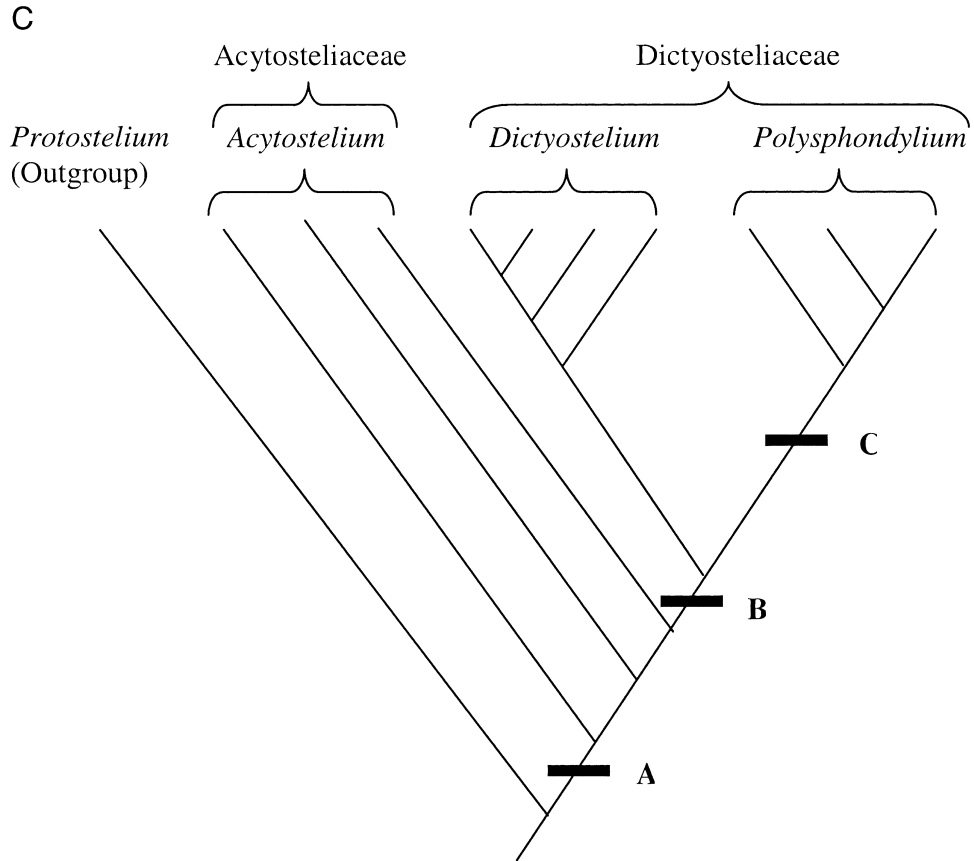 C
Acytosteliaceae
Dictyosteliaceae
Protostelium
(Outgroup)
Acytostelium
Dictyostelium
Polysphondylium
C
B
A